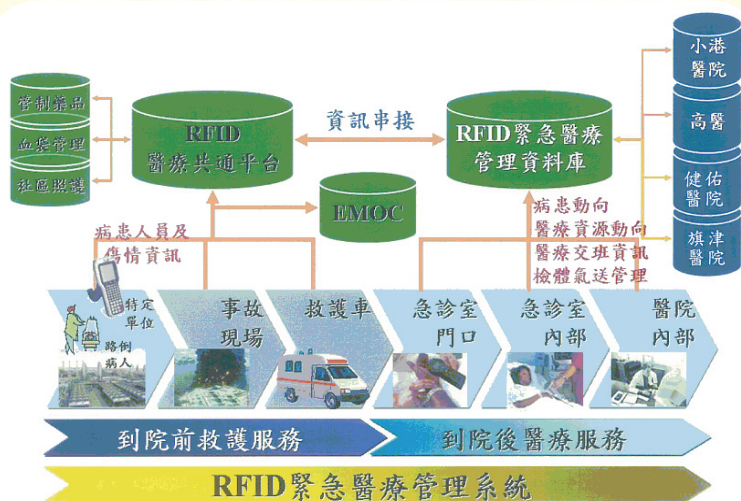 小港
醫院
高醫
健佑
醫院
旗津
醫院
管制藥品
血袋管理
社區照護
RFID
醫療共通平台
資訊串接
RFID緊急醫療
管理資料庫
EMOC
病患人員及
傷情資訊
病患動向
醫療資源動向
醫療交班資訊
檢體氣送管理
特定
單位
路倒
病人
事故
現場
救護車
急診室
門口
急診室
內部
醫院
內部
到院前救護服務
到院後醫療服務
RFID緊急醫療管理系統